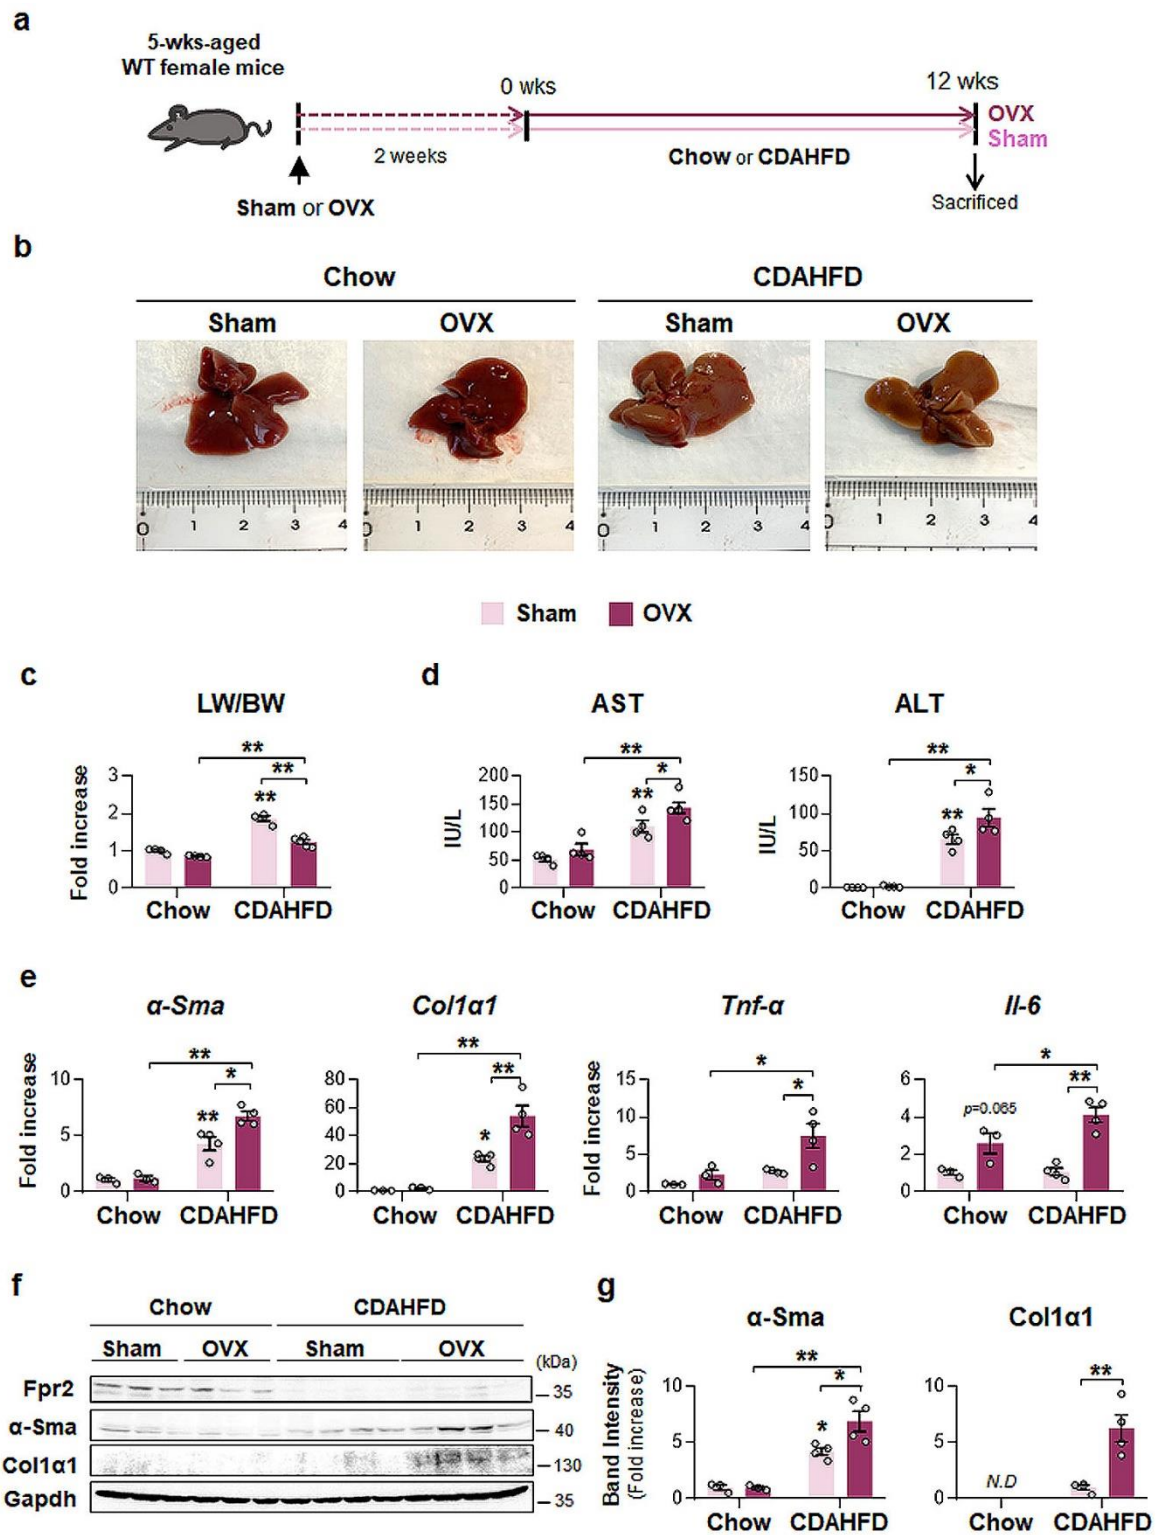 a
5-wks-aged
WT female mice
0 wks
12 wks
OVX
Sham
2 weeks
Chow or CDAHFD
Sham or OVX
Sacrificed
b
Chow
CDAHFD
Sham
OVX
Sham
OVX
0 1 2 3 4
0 1 2 3 4
0 1 2 3 4
0 1 2 3 4
Sham
OVX
c
LW/BW
**
**
**
Fold increase
3
2
1
0
Chow
CDAHFD
d
AST
**
*
**
IU/L
200
150
100
50
0
Chow
CDAHFD
ALT
**
*
**
IU/L
150
100
50
0
Chow
CDAHFD
e
α-Sma
**
*
**
Fold increase
10
5
0
Chow
CDAHFD
Col1α1
**
**
*
80
60
40
20
0
Chow
CDAHFD
Tnf-α
*
*
Fold increase
15
10
5
0
Chow
CDAHFD
Il-6
*
**
p=0.065
6
4
2
0
Chow
CDAHFD
f
Chow
CDAHFD
Sham
OVX
Sham
OVX
(kDa)
Fpr2
35
α-Sma
40
Col1α1
130
Gapdh
35
g
α-Sma
**
*
*
Band Intensity
(Fold increase)
10
5
0
Chow
CDAHFD
Col1α1
**
10
5
0
N.D
Chow
CDAHFD